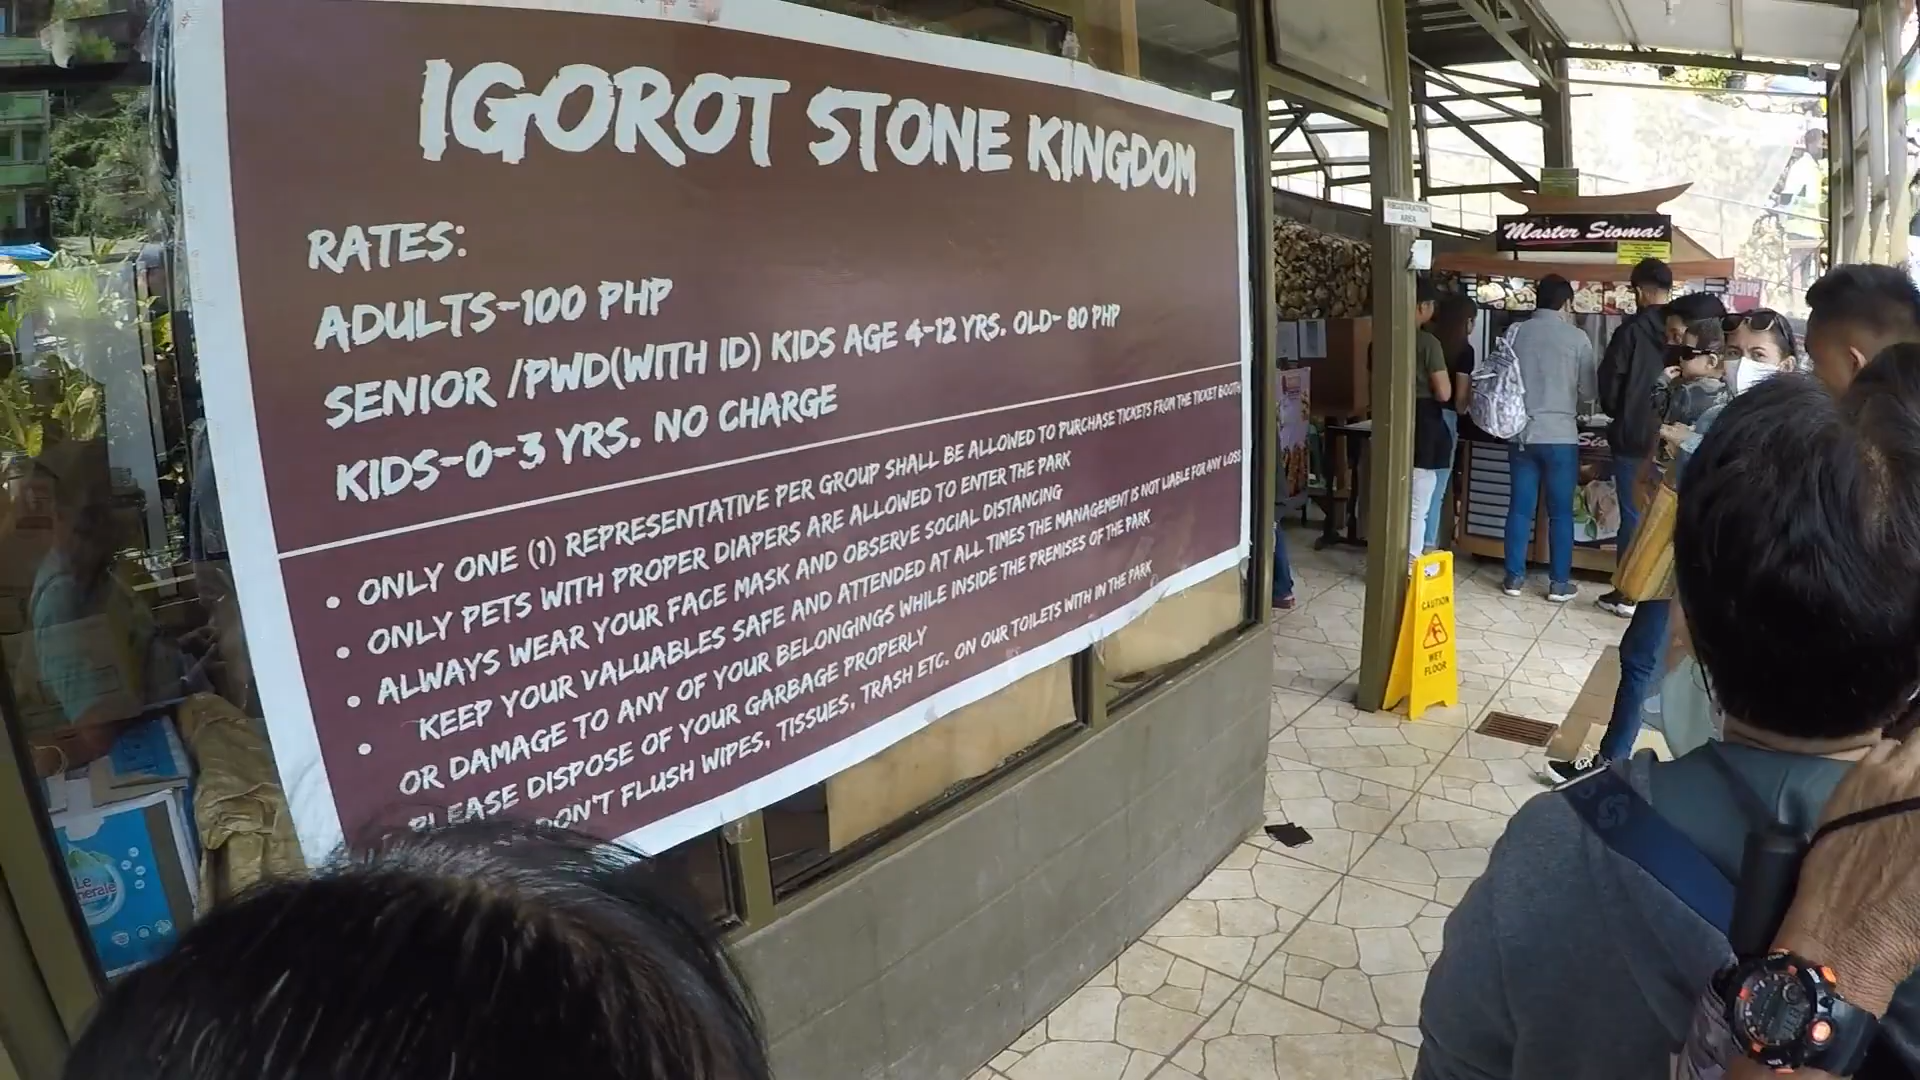 IGOROT STONE KINGDOM
RATES:
ADULTS-100 PHP
SENIOR /PWD(WITH ID) KIDS AGE 4-12 YRS. OLD- 80 PHP
KIDS-0-3 YRS. NO CHARGE
• ONLY ONE (1) REPRESENTATIVE PER GROUP SHALL BE ALLOWED TO PURCHASE TICKETS FROM THE TICKET BOOTH
• ONLY PETS WITH PROPER DIAPERS ARE ALLOWED TO ENTER THE PARK
• ALWAYS WEAR YOUR FACE MASK AND OBSERVE SOCIAL DISTANCING
• KEEP YOUR VALUABLES SAFE AND ATTENDED AT ALL TIMES THE MANAGEMENT IS NOT LIABLE FOR ANY LOSS
OR DAMAGE TO ANY OF YOUR BELONGINGS WHILE INSIDE THE PREMISES OF THE PARK
PLEASE DISPOSE OF YOUR GARBAGE PROPERLY
DON'T FLUSH WIPES, TISSUES, TRASH ETC. ON OUR TOILETS WITH IN THE PARK
REGISTRATION
AREA
Master Siomai
CAUTION
WET
FLOOR
Le